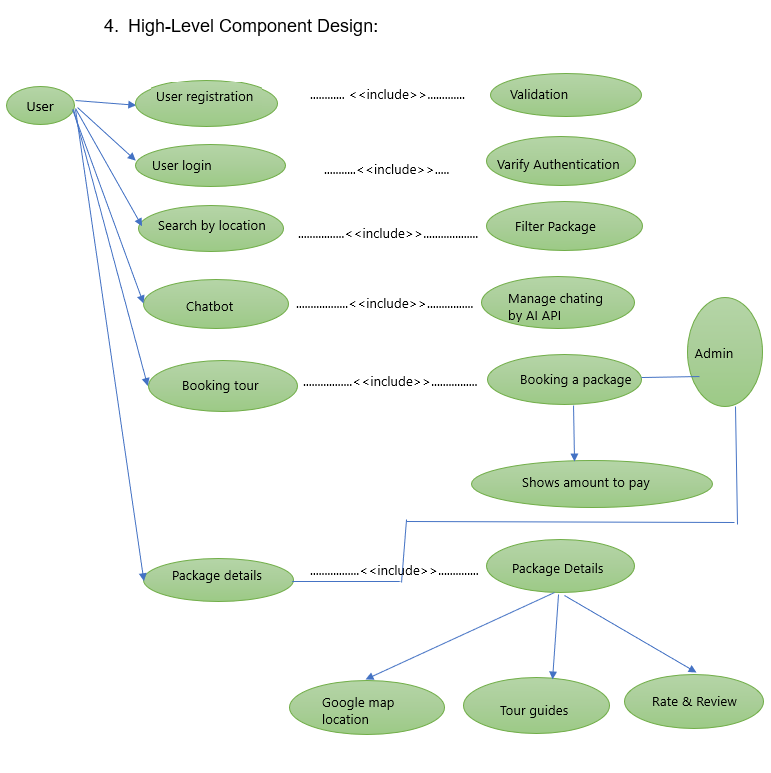 4. High-Level Component Design:
User
User registration
............ <<include>>.............
Validation
User login
...........<<include>>.....
Varify Authentication
Search by location
................<<include>>...................
Filter Package
Chatbot
..................<<include>>................
Manage chating
by AI API
Admin
Booking tour
.................<<include>>................
Booking a package
Shows amount to pay
Package details
.................<<include>>..............
Package Details
Google map
location
Tour guides
Rate & Review